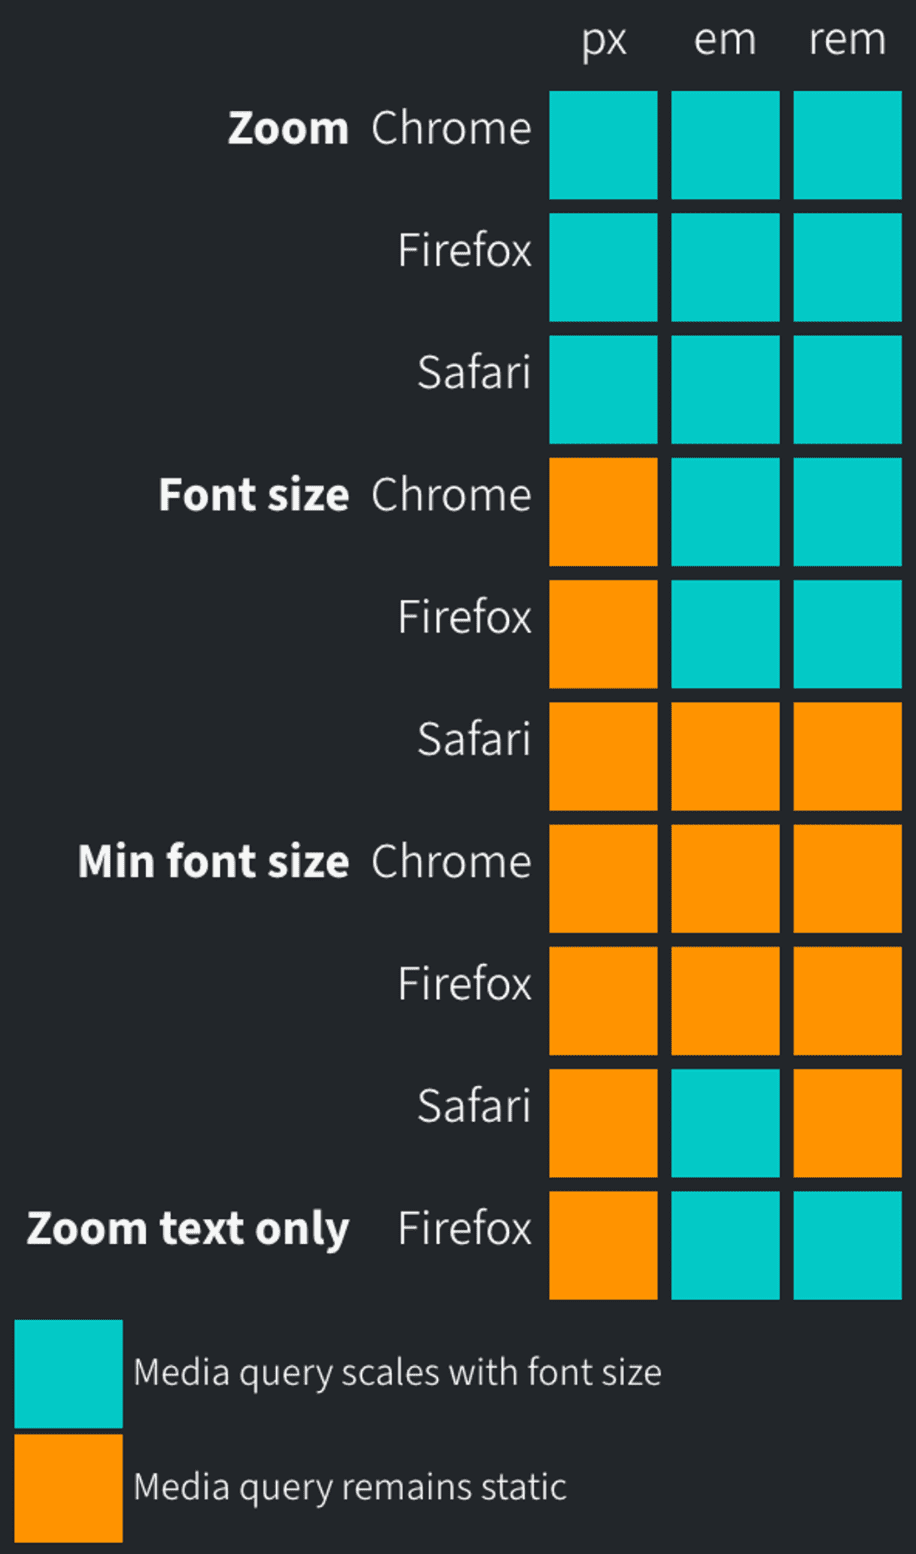 px em rem
Zoom Chrome
Firefox
Safari
Font size Chrome
Firefox
Safari
Min font size Chrome
Firefox
Safari
Zoom text only Firefox
Media query scales with font size
Media query remains static